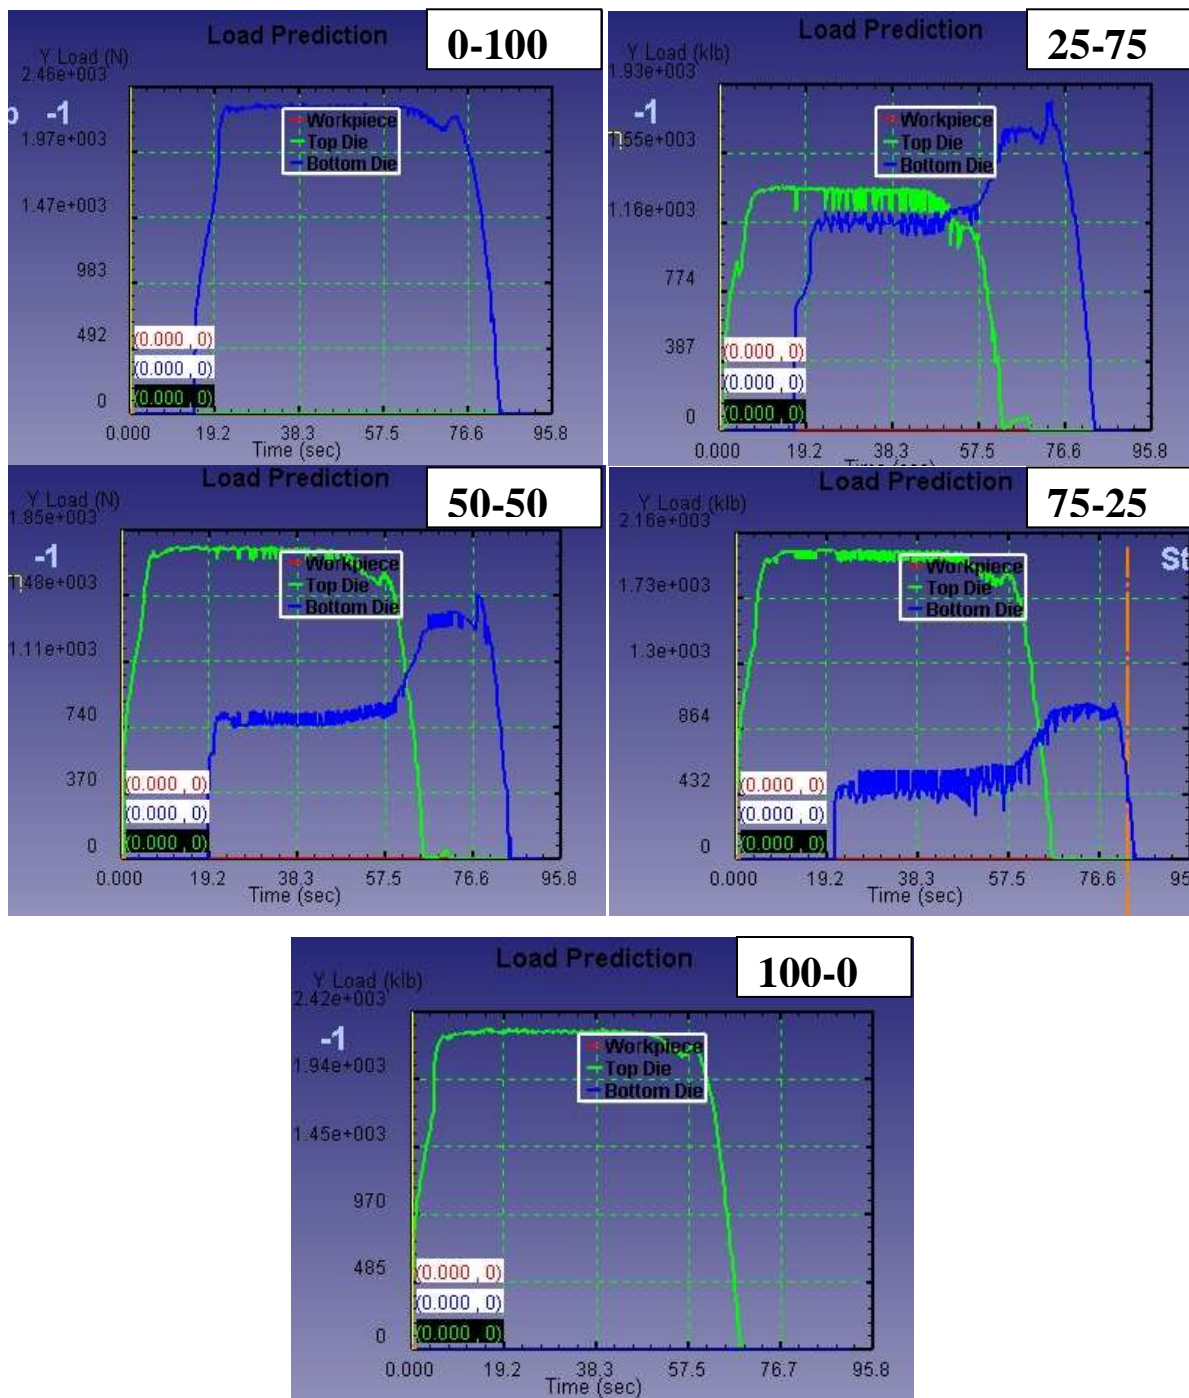 Load Prediction
0-100
Y Load (N)
2.46e+003
-1
Workpiece
Top Die
Bottom Die
1.97e+003
1.47e+003
983
492
0
(0.000 , 0)
(0.000 , 0)
(0.000 , 0)
0.000 19.2 38.3 57.5 76.6 95.8
Time (sec)
Load Prediction
25-75
Y Load (klb)
1.93e+003
-1
Workpiece
Top Die
Bottom Die
1.55e+003
1.16e+003
774
387
0
(0.000 , 0)
(0.000 , 0)
(0.000 , 0)
0.000 19.2 38.3 57.5 76.6 95.8
Time (sec)
Load Prediction
50-50
Y Load (N)
1.85e+003
-1
Workpiece
Top Die
Bottom Die
1.48e+003
1.11e+003
740
370
0
(0.000 , 0)
(0.000 , 0)
(0.000 , 0)
0.000 19.2 38.3 57.5 76.6 95.8
Time (sec)
Load Prediction
75-25
Y Load (klb)
2.16e+003
-1
St
Workpiece
Top Die
Bottom Die
1.73e+003
1.3e+003
864
432
0
(0.000 , 0)
(0.000 , 0)
(0.000 , 0)
0.000 19.2 38.3 57.5 76.6 95
Time (sec)
Load Prediction
100-0
Y Load (klb)
2.42e+003
-1
Workpiece
Top Die
Bottom Die
1.94e+003
1.45e+003
970
485
0
(0.000 , 0)
(0.000 , 0)
(0.000 , 0)
0.000 19.2 38.3 57.5 76.7 95.8
Time (sec)